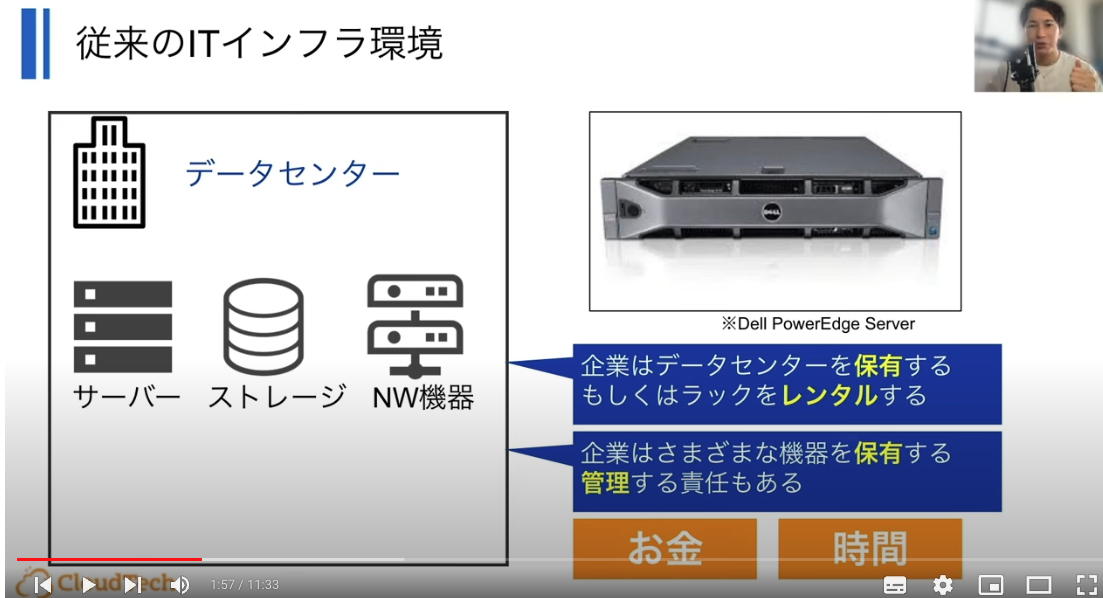 従来のITインフラ環境
データセンター
サーバー
ストレージ
NW機器
DELL
※Dell PowerEdge Server
企業はデータセンターを保有する
もしくはラックをレンタルする
企業はさまざまな機器を保有する
管理する責任もある
お金
時間
CloudTech
1:57 / 11:33